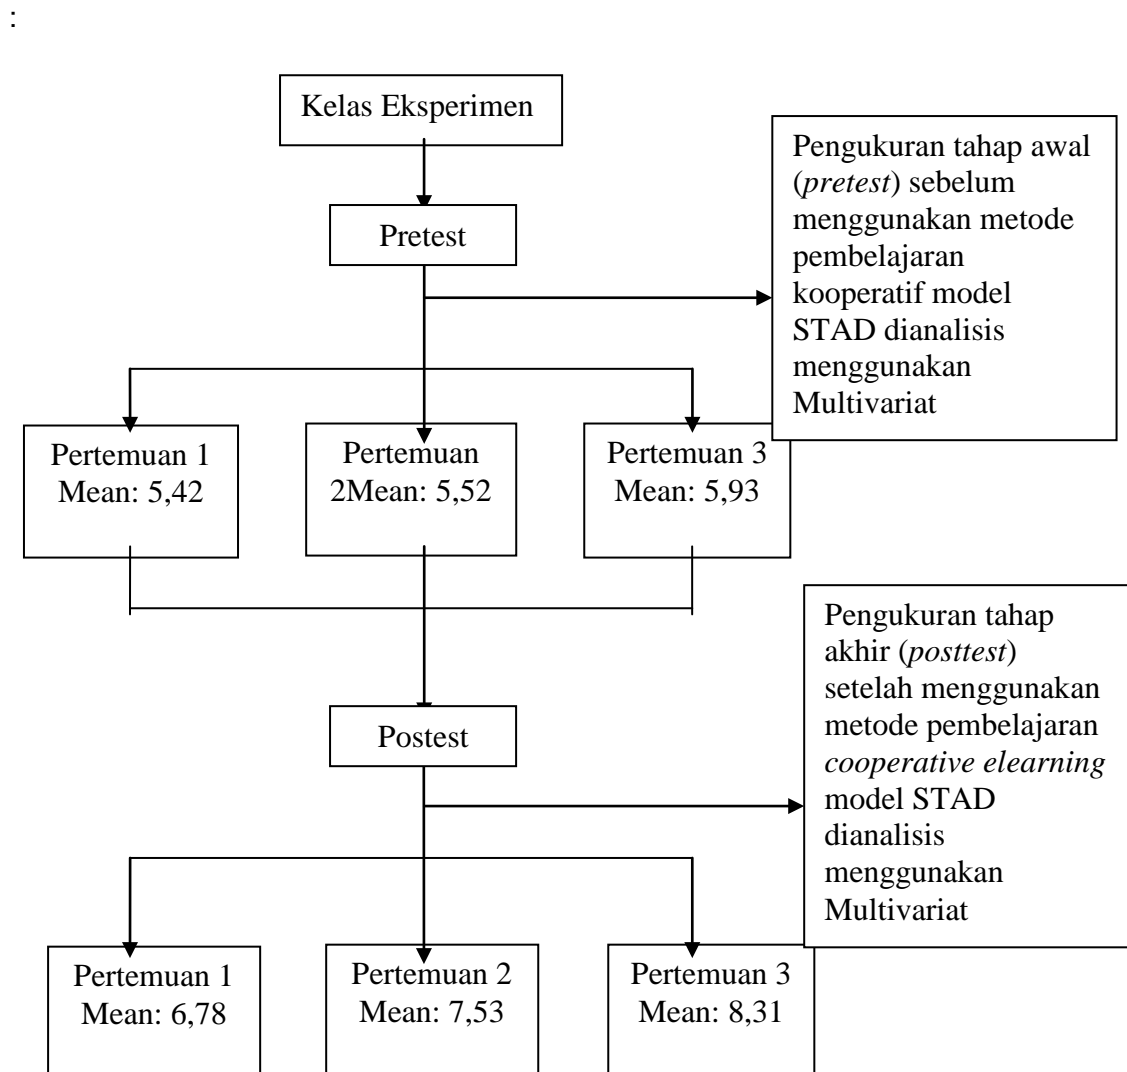 :
Kelas Eksperimen
Pengukuran tahap awal
(pretest) sebelum
menggunakan metode
pembelajaran
kooperatif model
STAD dianalisis
menggunakan
Multivariat
Pretest
Pertemuan 1
Mean: 5,42
Pertemuan
2Mean: 5,52
Pertemuan 3
Mean: 5,93
Pengukuran tahap
akhir (posttest)
setelah menggunakan
metode pembelajaran
cooperative elearning
model STAD
dianalisis
menggunakan
Multivariat
Postest
Pertemuan 1
Mean: 6,78
Pertemuan 2
Mean: 7,53
Pertemuan 3
Mean: 8,31